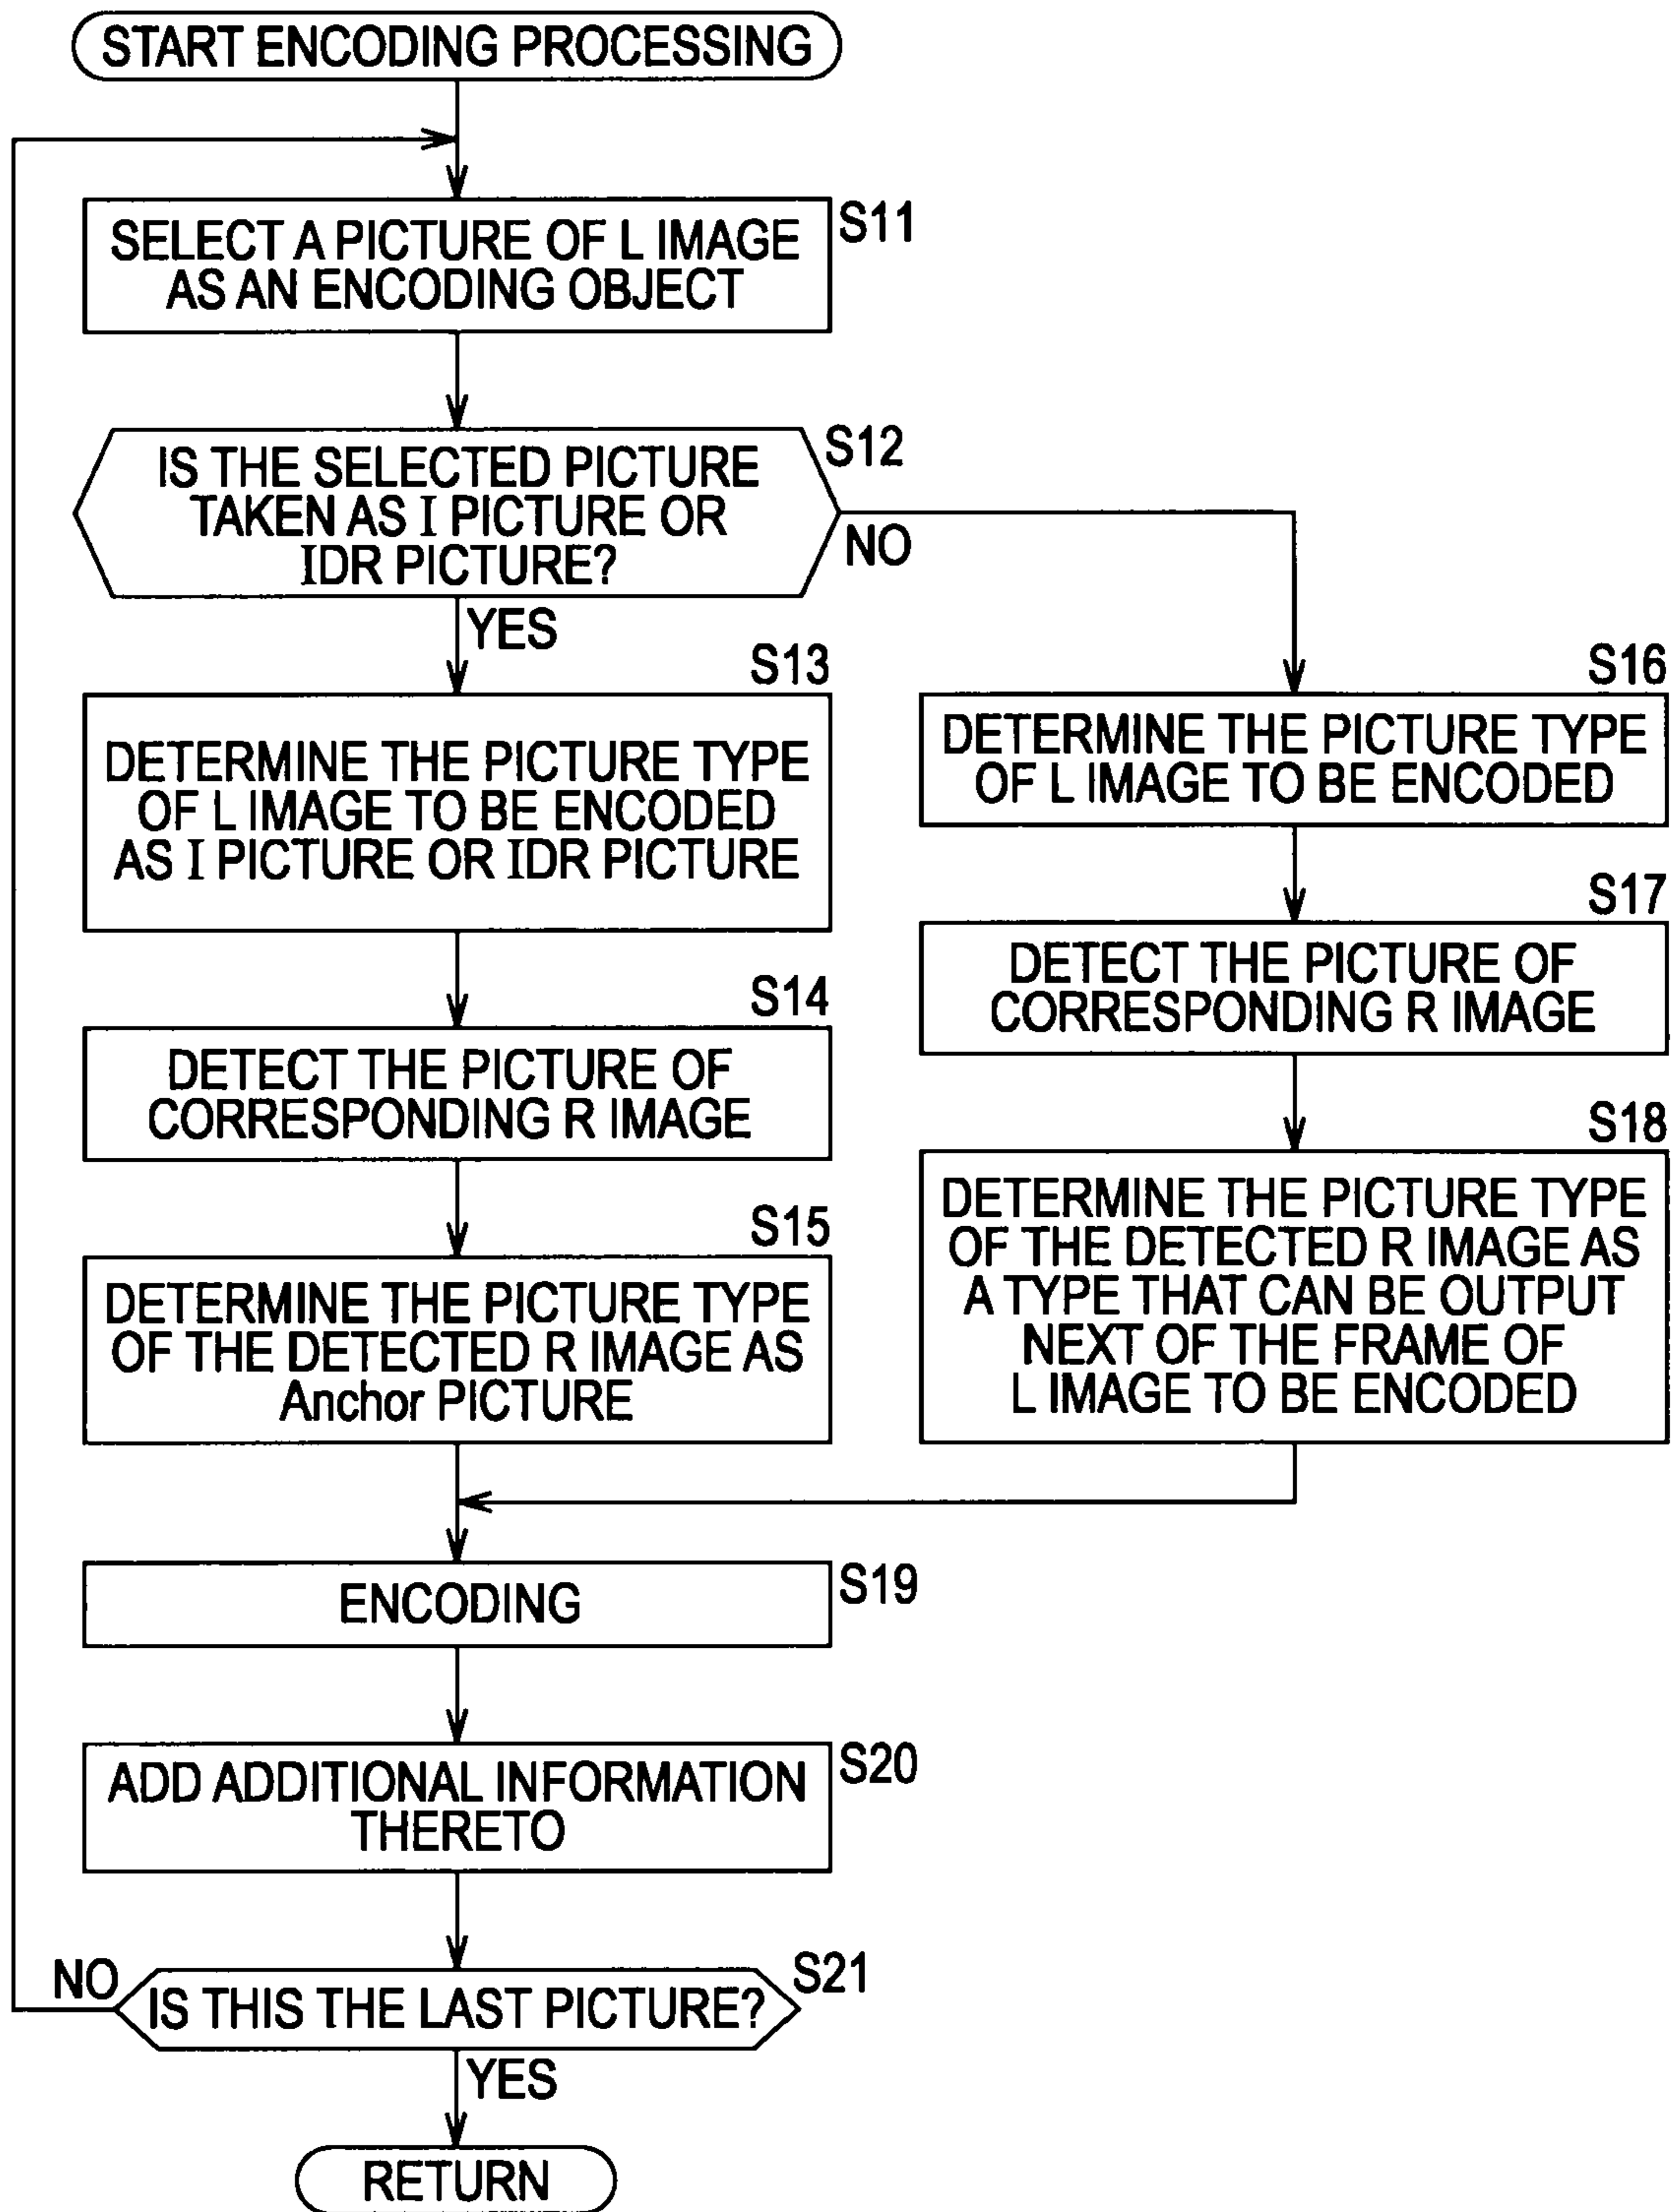 START ENCODING PROCESSING
S11
SELECT A PICTURE OF L IMAGE
AS AN ENCODING OBJECT
S12
IS THE SELECTED PICTURE
TAKEN AS I PICTURE OR
IDR PICTURE?
NO
YES
S13
DETERMINE THE PICTURE TYPE
OF L IMAGE TO BE ENCODED
AS I PICTURE OR IDR PICTURE
S14
DETECT THE PICTURE OF
CORRESPONDING R IMAGE
S15
DETERMINE THE PICTURE TYPE
OF THE DETECTED R IMAGE AS
Anchor PICTURE
S16
DETERMINE THE PICTURE TYPE
OF L IMAGE TO BE ENCODED
S17
DETECT THE PICTURE OF
CORRESPONDING R IMAGE
S18
DETERMINE THE PICTURE TYPE
OF THE DETECTED R IMAGE AS
A TYPE THAT CAN BE OUTPUT
NEXT OF THE FRAME OF
L IMAGE TO BE ENCODED
S19
ENCODING
S20
ADD ADDITIONAL INFORMATION
THERETO
S21
NO
IS THIS THE LAST PICTURE?
YES
RETURN